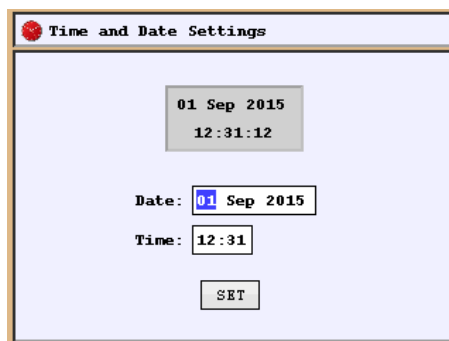 Time and Date Settings
01 Sep 2015
12:31:12
Date: 01 Sep 2015
Time: 12:31
SET